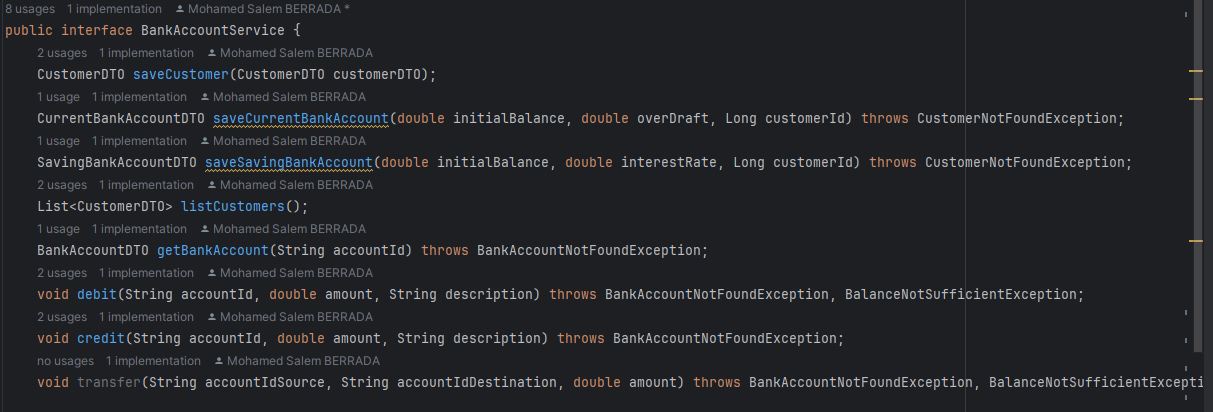 8 usages 1 implementation Mohamed Salem BERRADA *
public interface BankAccountService {
2 usages 1 implementation Mohamed Salem BERRADA
CustomerDTO saveCustomer(CustomerDTO customerDTO);
1 usage 1 implementation Mohamed Salem BERRADA
CurrentBankAccountDTO saveCurrentBankAccount(double initialBalance, double overDraft, Long customerId) throws CustomerNotFoundException;
1 usage 1 implementation Mohamed Salem BERRADA
SavingBankAccountDTO saveSavingBankAccount(double initialBalance, double interestRate, Long customerId) throws CustomerNotFoundException;
2 usages 1 implementation Mohamed Salem BERRADA
List<CustomerDTO> listCustomers();
1 usage 1 implementation Mohamed Salem BERRADA
BankAccountDTO getBankAccount(String accountId) throws BankAccountNotFoundException;
2 usages 1 implementation Mohamed Salem BERRADA
void debit(String accountId, double amount, String description) throws BankAccountNotFoundException, BalanceNotSufficientException;
2 usages 1 implementation Mohamed Salem BERRADA
void credit(String accountId, double amount, String description) throws BankAccountNotFoundException;
no usages 1 implementation Mohamed Salem BERRADA
void transfer(String accountIdSource, String accountIdDestination, double amount) throws BankAccountNotFoundException, BalanceNotSufficientExcepti